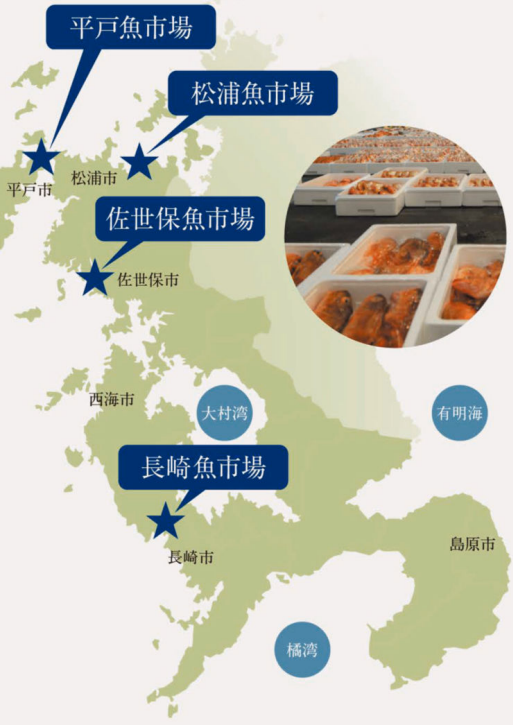 平戸魚市場
松浦魚市場
平戸市
松浦市
佐世保魚市場
佐世保市
西海市
大村湾
有明海
長崎魚市場
島原市
長崎市
橘湾